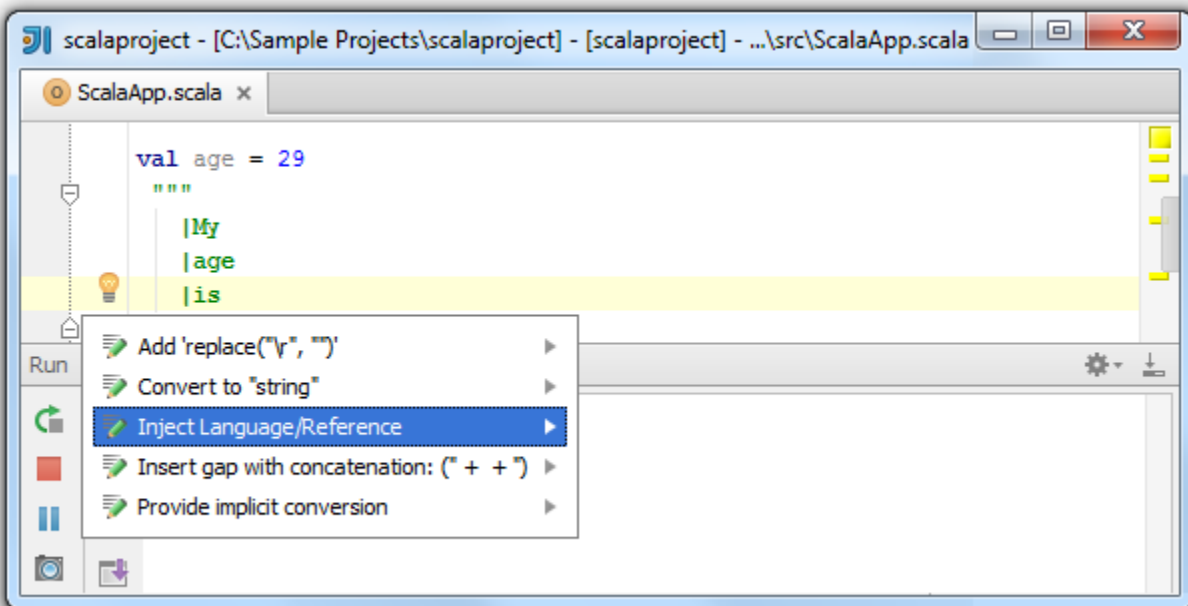 scalaproject - [C:\Sample Projects\scalaproject] - [scalaproject] - ...\src\ScalaApp.scala
ScalaApp.scala
val age = 29
"""
|My
|age
|is
Add 'replace("\r", "")'
Convert to "string"
Inject Language/Reference
Insert gap with concatenation: (" + + ")
Provide implicit conversion
Run